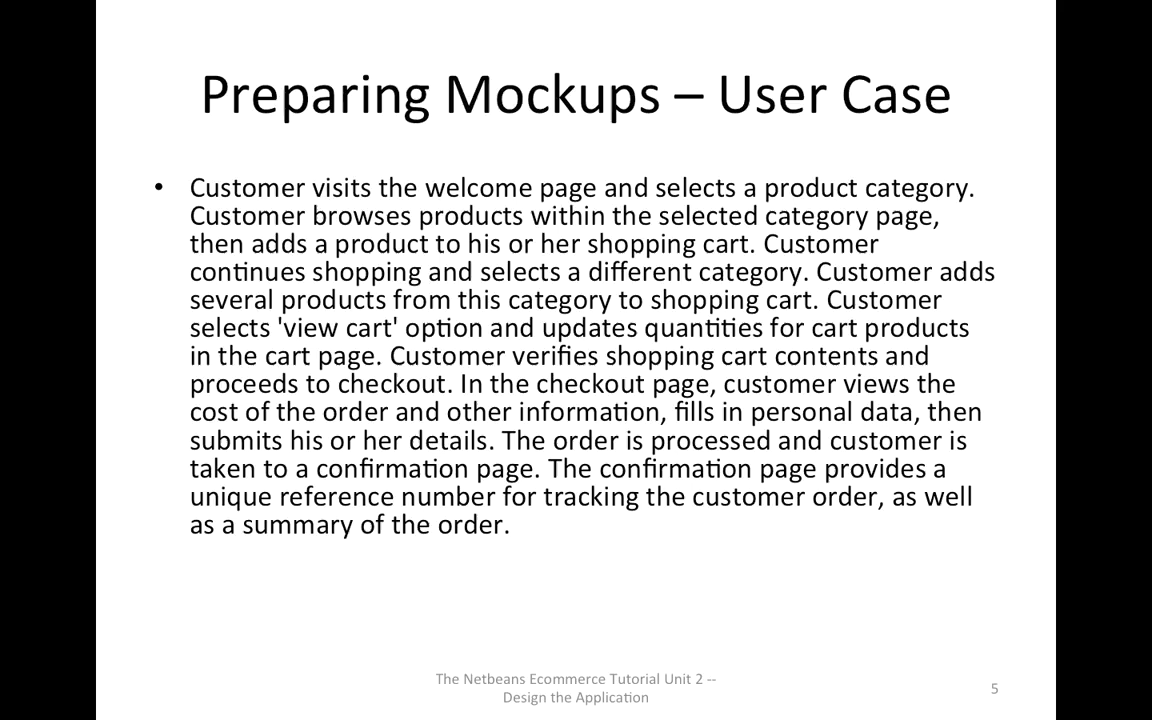 Preparing Mockups – User Case
• Customer visits the welcome page and selects a product category.
Customer browses products within the selected category page,
then adds a product to his or her shopping cart. Customer
continues shopping and selects a different category. Customer adds
several products from this category to shopping cart. Customer
selects 'view cart' option and updates quantities for cart products
in the cart page. Customer verifies shopping cart contents and
proceeds to checkout. In the checkout page, customer views the
cost of the order and other information, fills in personal data, then
submits his or her details. The order is processed and customer is
taken to a confirmation page. The confirmation page provides a
unique reference number for tracking the customer order, as well
as a summary of the order.
The Netbeans Ecommerce Tutorial Unit 2 --
Design the Application
5